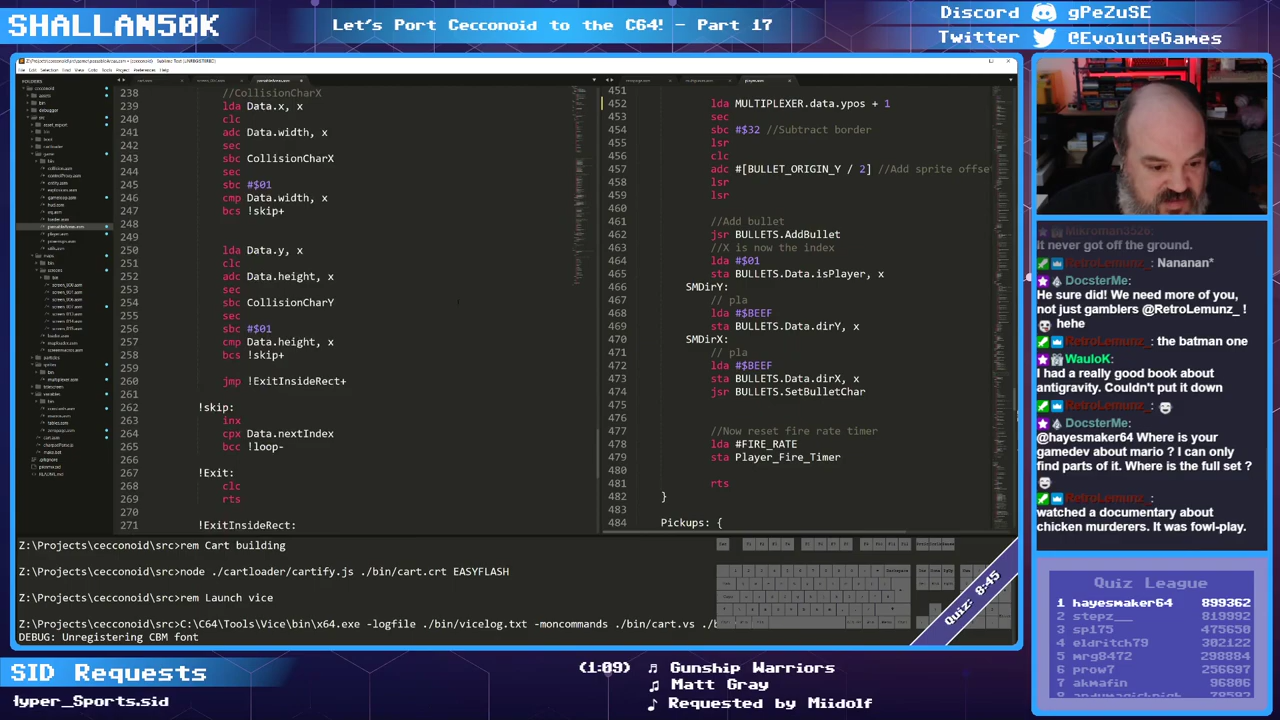 SHALLAN50K
Let's Port Cecconoid to the C64! - Part 17
Discord gPeZuSE
Twitter @EvoluteGames
238 //CollisionCharX
239 lda Data.x, x
240 clc
241 adc Data.width, x
242 sec
243 sbc CollisionCharX
244 sec
245 sbc #$01
246 cmp Data.width, x
247 bcs !skip+
248
249
250 lda Data.y, x
251 clc
252 adc Data.height, x
253 sec
254 sbc CollisionCharY
255 sec
256 sbc #$01
257 cmp Data.height, x
258 bcs !skip+
259
260 jmp !ExitInsideRect+
261
262 !skip:
263 inx
264 cpx Data.nextIndex
265 bcc !loop-
266
267 !Exit:
268 clc
269 rts
270
271 !ExitInsideRect:
451
452 lda MULTIPLEXER.data.ypos + 1
453 sec
454 sbc #$32 //Subtract border
455 lsr
456 clc
457 adc #[BULLET_ORIGIN_Y / 2] //Add sprite offset
458 lsr
459 lsr
460
461 //Add bullet
462 jsr BULLETS.AddBullet
463 //X is now the index
464 lda #$01
465 sta BULLETS.Data.isPlayer, x
466 SMDirY:
467 // pla
468 lda #$BEEF
469 sta BULLETS.Data.dirY, x
470 SMDirX:
471 // pla
472 lda #$BEEF
473 sta BULLETS.Data.dirX, x
474 jsr BULLETS.SetBulletChar
475
476
477 //Now reset fire rate timer
478 lda #FIRE_RATE
479 sta Player_Fire_Timer
480
481 rts
482 }
483
484 Pickups: {
Z:\Projects\cecconoid\src>rem Cart building
Z:\Projects\cecconoid\src>node ./cartloader/cartify.js ./bin/cart.crt EASYFLASH
Z:\Projects\cecconoid\src>rem Launch vice
Z:\Projects\cecconoid\src>C:\C64\Tools\Vice\bin\x64.exe -logfile ./bin/vicelog.txt -moncommands ./bin/cart.vs
DEBUG: Unregistering CBM font
Quiz: 8:45
Mikroman3526:
It never got off the ground.
RetroLemunz_: Nananan*
DocsterMe:
He sure did! We need more of you,
not just gamblers @RetroLemunz_ !
hehe
RetroLemunz_: the batman one
WauloK:
I had a really good book about
antigravity. Couldn't put it down
RetroLemunz_:
DocsterMe:
@hayesmaker64 Where is your
gamedev about mario ? I can only
find parts of it. Where is the full set ?
RetroLemunz_:
watched a documentary about
chicken murderers. It was fowl-play.
Quiz League
1 hayesmaker64 899362
2 stepz__ 819992
3 sp175 475650
4 eldritch79 302122
5 mrg8472 298884
6 prow7 256697
7 akmafin 96806
SID Requests
Hyper_Sports.sid
(1:09) ♫ Gunship Warriors
♫ Matt Gray
♪ Requested by Miidolf